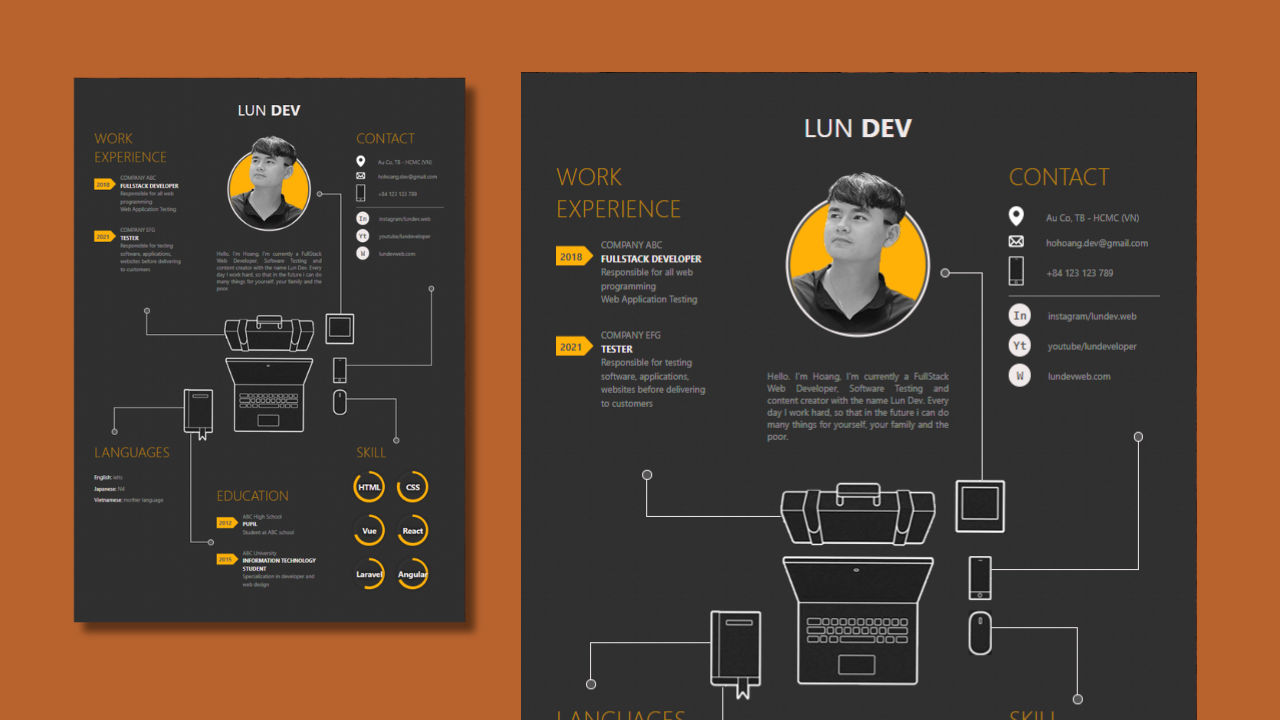 LUN DEV
WORK
EXPERIENCE
2018
COMPANY ABC
FULLSTACK DEVELOPER
Responsible for all web
programming
Web Application Testing
2021
COMPANY EFG
TESTER
Responsible for testing
software, applications,
websites before delivering
to customers
Hello. I'm Hoang, I'm currently a FullStack
Web Developer, Software Testing and
content creator with the name Lun Dev. Every
day I work hard, so that in the future i can do
many things for yourself, your family and the
poor.
CONTACT
Au Co, TB - HCMC (VN)
hohoang.dev@gmail.com
+84 123 123 789
In instagram/lundev.web
Yt youtube/lundeveloper
W lundevweb.com
LANGUAGES
English: Ielts
Japanese: N4
Vietnamese: mother language
EDUCATION
2012
ABC High School
PUPIL
Student at ABC school
2015
ABC University
INFORMATION TECHNOLOGY
STUDENT
Specialization in developer and
web design
SKILL
HTML CSS
Vue React
Laravel Angular
LUN DEV
WORK
EXPERIENCE
2018
COMPANY ABC
FULLSTACK DEVELOPER
Responsible for all web
programming
Web Application Testing
2021
COMPANY EFG
TESTER
Responsible for testing
software, applications,
websites before delivering
to customers
Hello. I'm Hoang, I'm currently a FullStack
Web Developer, Software Testing and
content creator with the name Lun Dev. Every
day I work hard, so that in the future i can do
many things for yourself, your family and the
poor.
CONTACT
Au Co, TB - HCMC (VN)
hohoang.dev@gmail.com
+84 123 123 789
In instagram/lundev.web
Yt youtube/lundeveloper
W lundevweb.com
LANGUAGES
SKILL